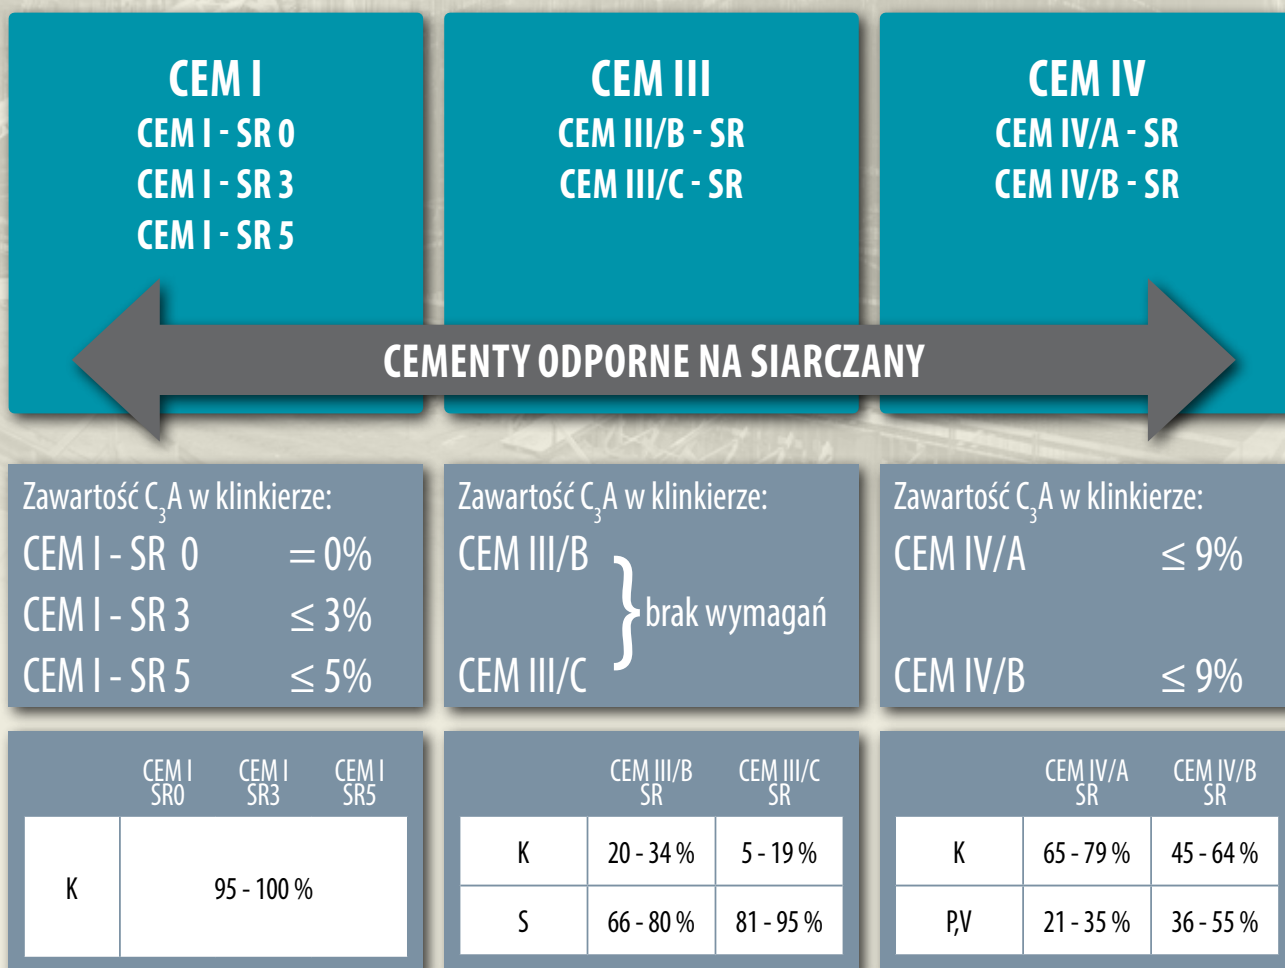 CEM I
CEM I - SR 0
CEM I - SR 3
CEM I - SR 5
CEM III
CEM III/B - SR
CEM III/C - SR
CEM IV
CEM IV/A - SR
CEM IV/B - SR
CEMENTY ODPORNE NA SIARCZANY
Zawartość C₃A w klinkierze:
CEM I - SR 0 = 0%
CEM I - SR 3 ≤ 3%
CEM I - SR 5 ≤ 5%
Zawartość C₃A w klinkierze:
CEM III/B
} brak wymagań
CEM III/C
Zawartość C₃A w klinkierze:
CEM IV/A ≤ 9%
CEM IV/B ≤ 9%
CEM I CEM I CEM I
SR0 SR3 SR5
K 95 - 100 %
CEM III/B CEM III/C
SR SR
K 20 - 34 % 5 - 19 %
S 66 - 80 % 81 - 95 %
CEM IV/A CEM IV/B
SR SR
K 65 - 79 % 45 - 64 %
P,V 21 - 35 % 36 - 55 %